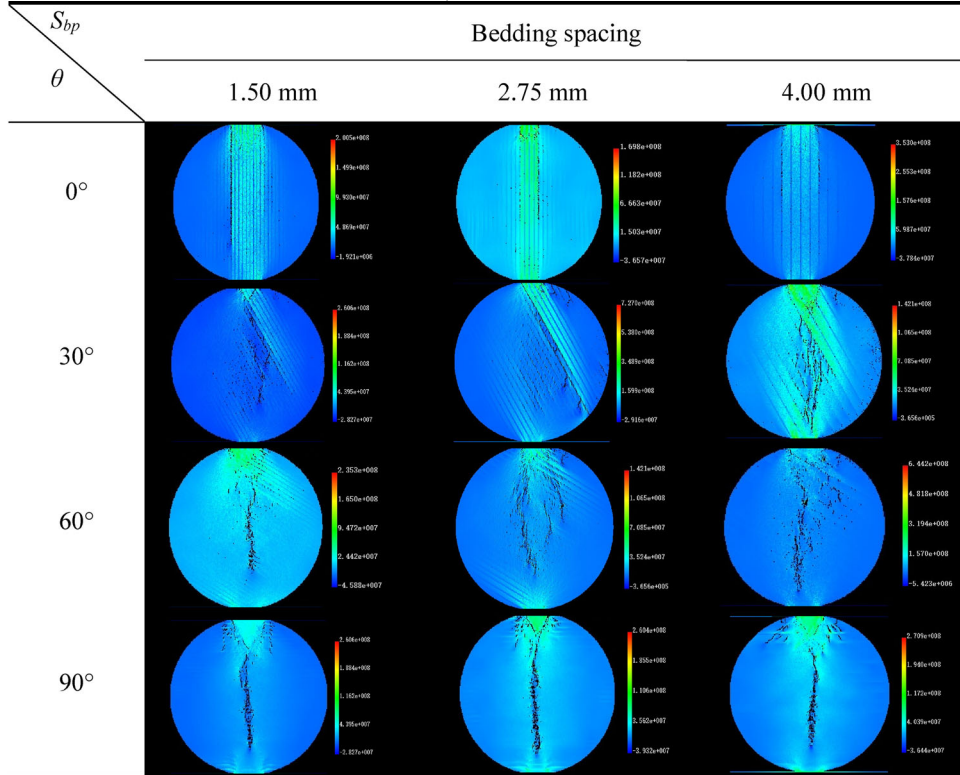 S_bp
Bedding spacing
θ
1.50 mm 2.75 mm 4.00 mm
0°
2.005e+008
1.499e+008
9.930e+007
4.869e+007
-1.921e+006
1.698e+008
1.182e+008
6.663e+007
1.503e+007
-3.657e+007
3.530e+008
2.553e+008
1.576e+008
5.987e+007
-3.784e+007
30°
2.606e+008
1.884e+008
1.162e+008
4.395e+007
-2.827e+007
7.270e+008
5.380e+008
3.489e+008
1.599e+008
-2.916e+007
1.421e+008
1.065e+008
7.085e+007
3.524e+007
-3.656e+005
60°
2.353e+008
1.650e+008
9.472e+007
2.442e+007
-4.588e+007
1.421e+008
1.065e+008
7.085e+007
3.524e+007
-3.656e+005
6.442e+008
4.818e+008
3.194e+008
1.570e+008
-5.423e+006
90°
2.606e+008
1.884e+008
1.162e+008
4.395e+007
-2.827e+007
2.604e+008
1.855e+008
1.106e+008
3.562e+007
-3.932e+007
2.709e+008
1.940e+008
1.172e+008
4.039e+007
-3.644e+007